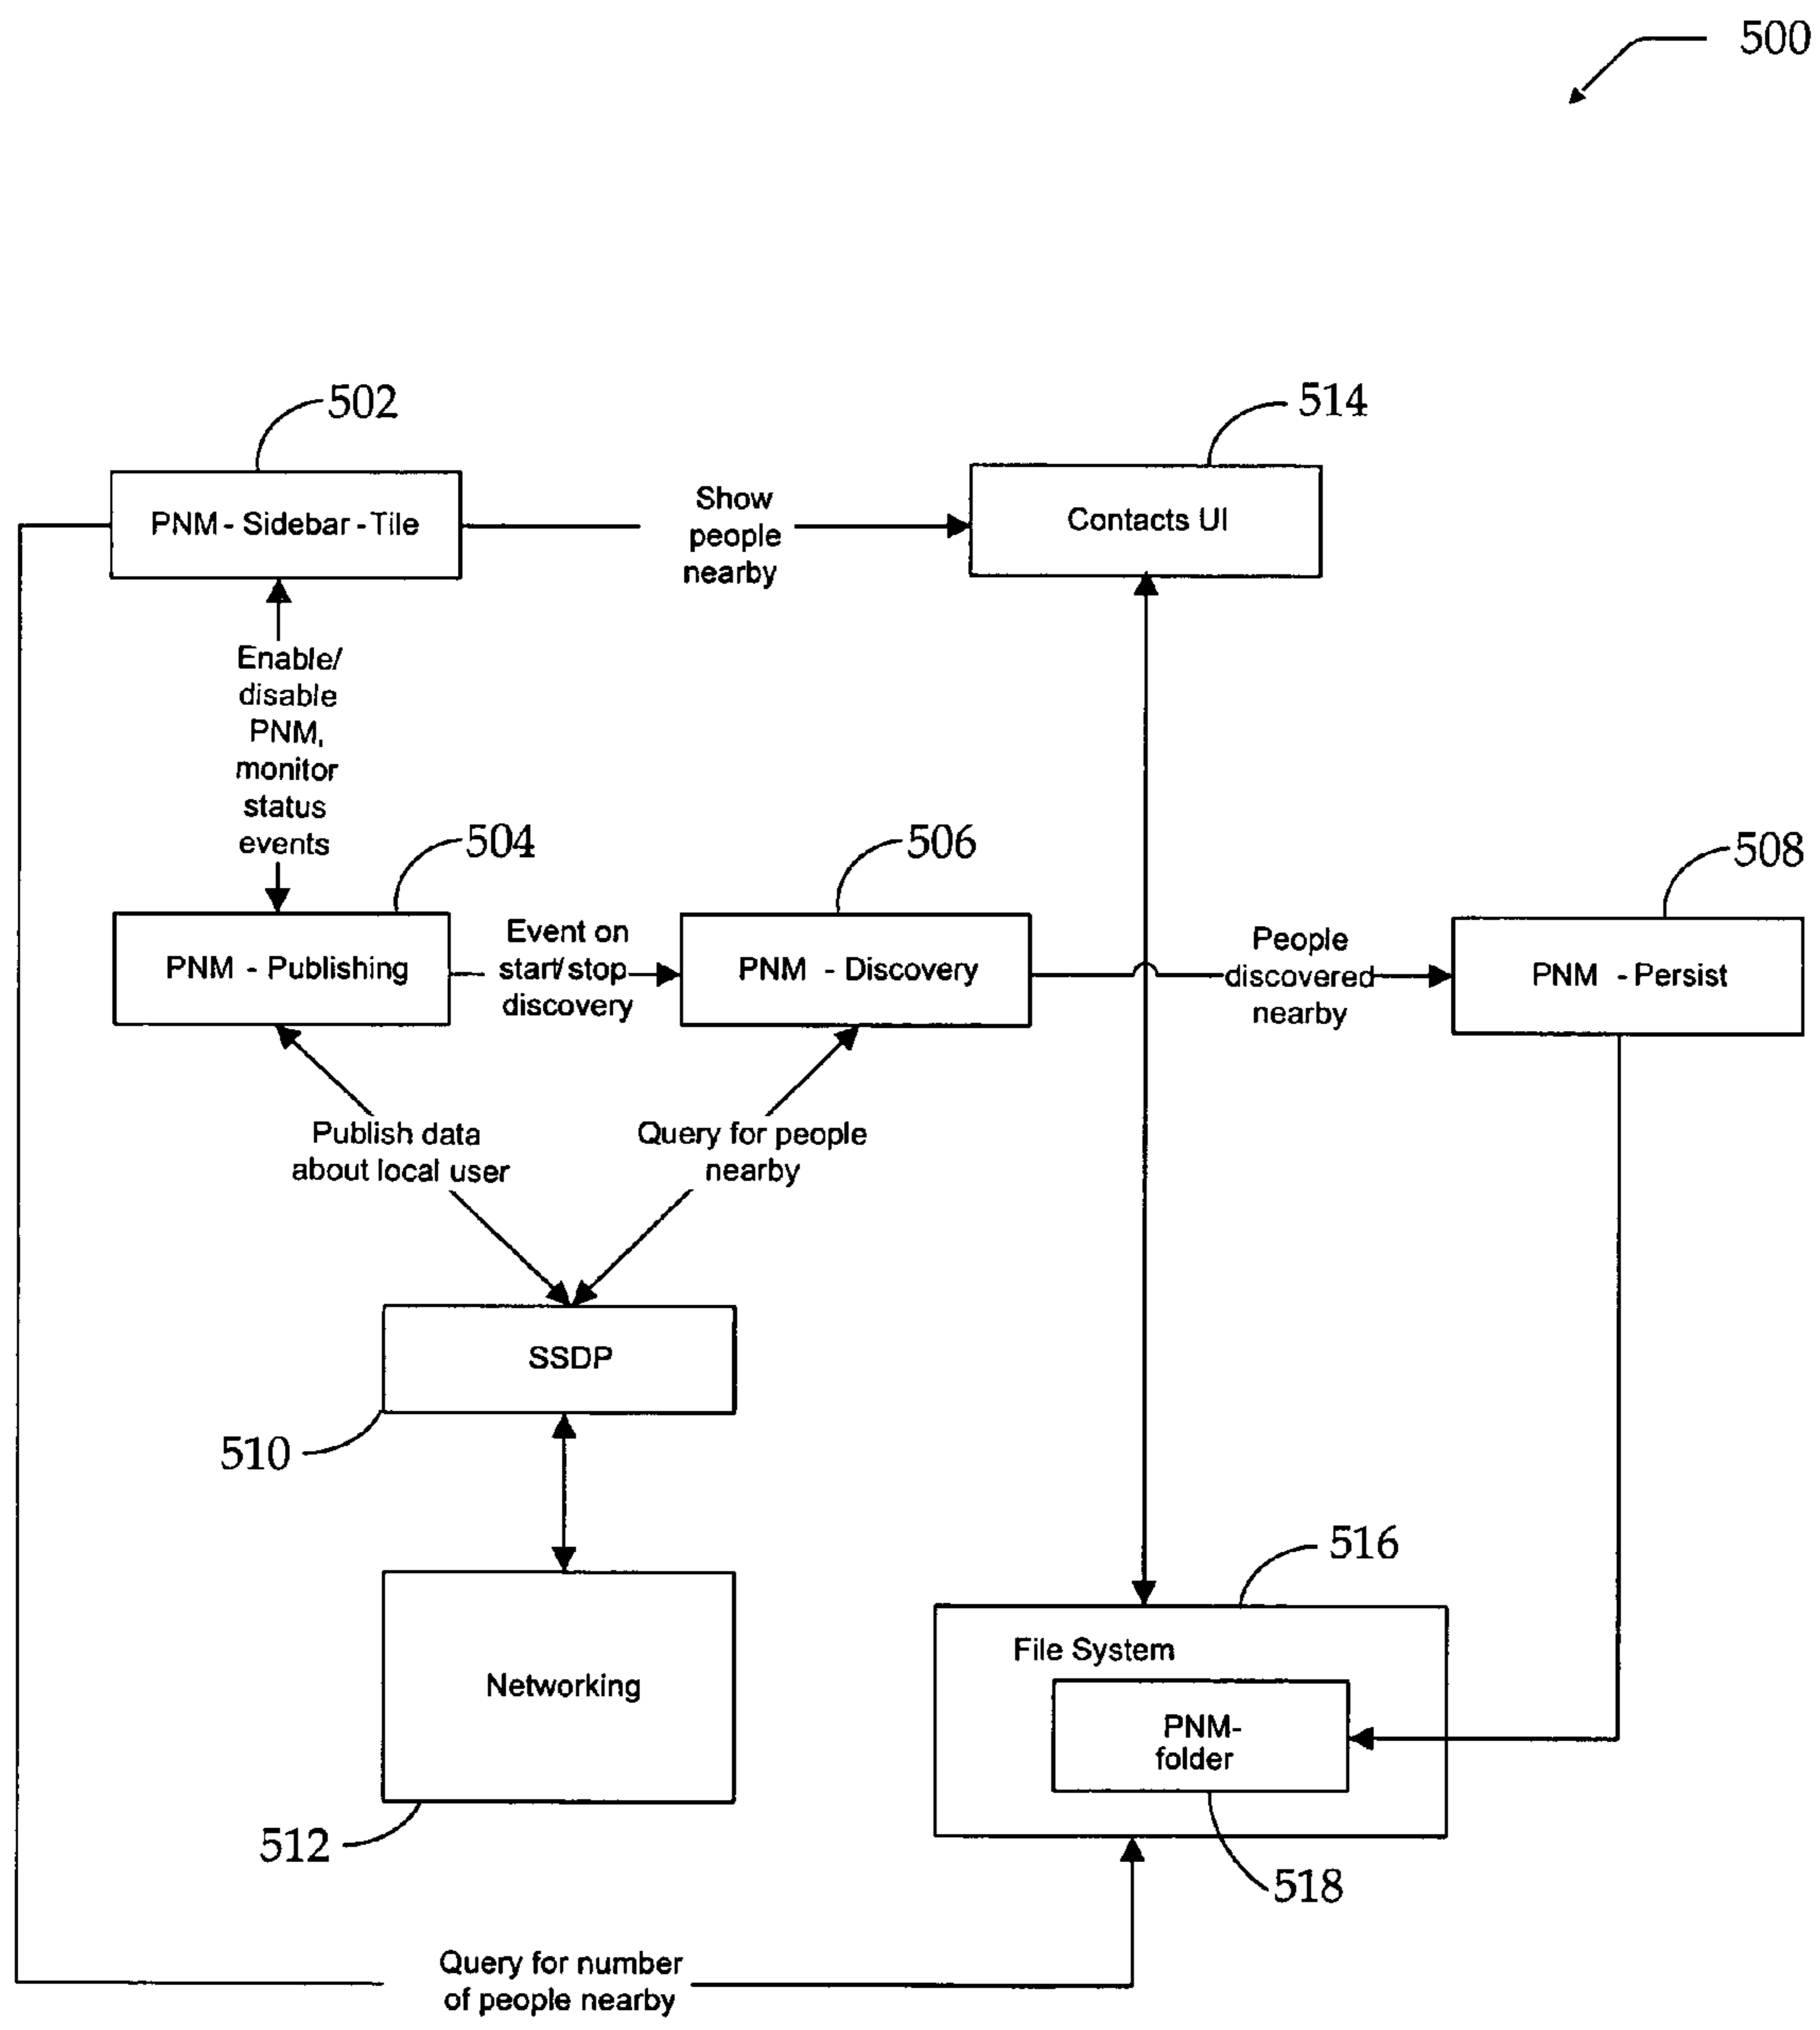 500
502
514
PNM - Sidebar - Tile
Show
people
nearby
Contacts UI
Enable/
disable
PNM,
monitor
status
events
504
506
508
PNM - Publishing
Event on
start/stop
discovery
PNM - Discovery
People
discovered
nearby
PNM - Persist
Publish data
about local user
Query for people
nearby
SSDP
510
516
File System
Networking
PNM-
folder
512
518
Query for number
of people nearby